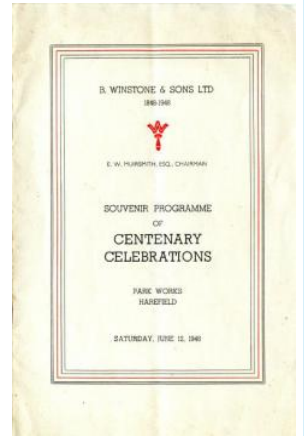 B. WINSTONE & SONS LTD
1848-1948
E. W. MUIRSMITH, ESQ., CHAIRMAN
SOUVENIR PROGRAMME
OF
CENTENARY
CELEBRATIONS
PARK WORKS
HAREFIELD
SATURDAY, JUNE 12, 1948